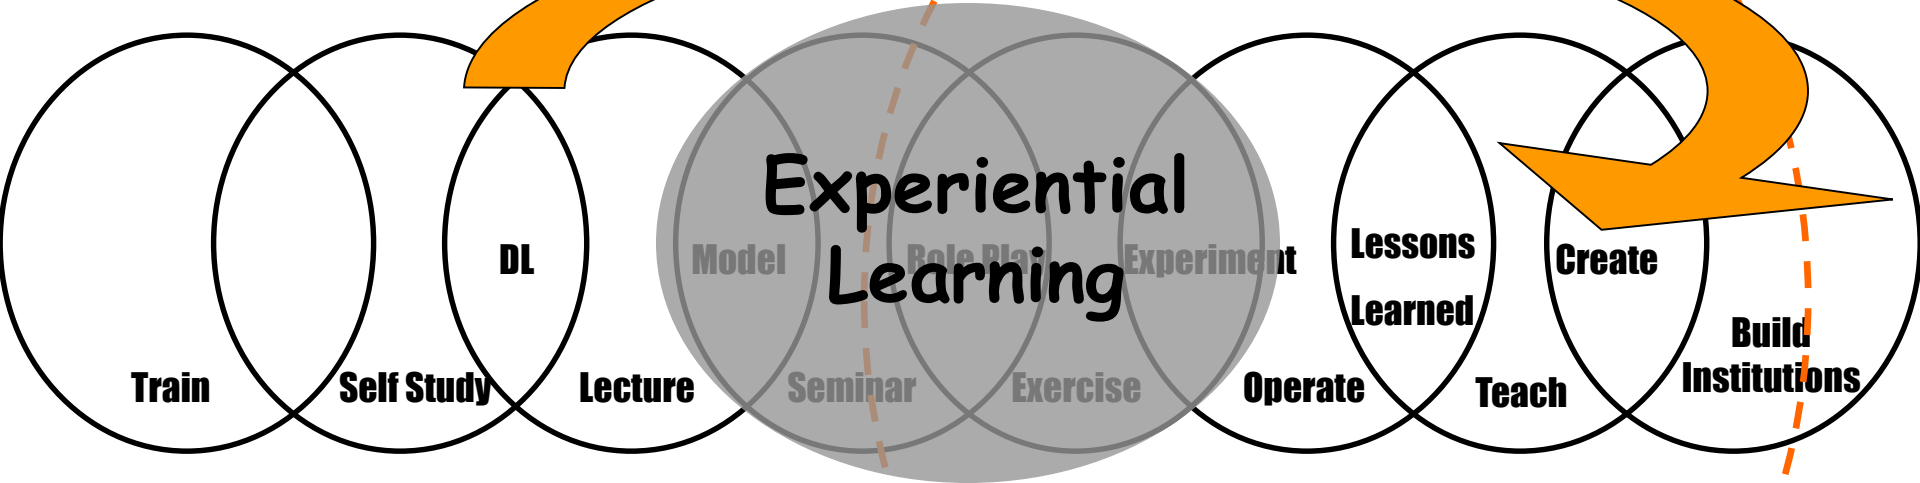 Experiential
Learning
DL
Model
Role Play
Experiment
Lessons
Learned
Create
Build
Institutions
Train
Self Study
Lecture
Seminar
Exercise
Operate
Teach